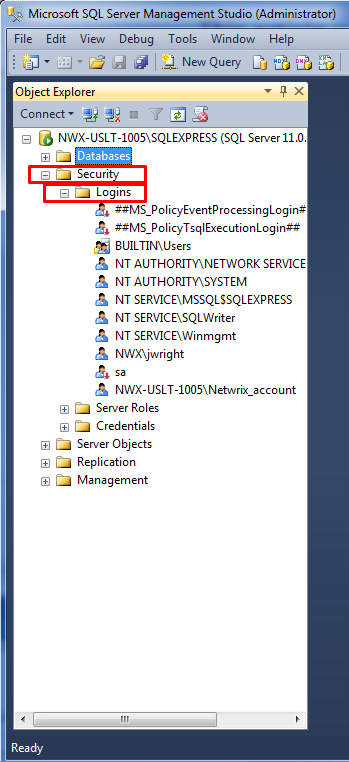 Microsoft SQL Server Management Studio (Administrator)
File Edit View Debug Tools Window Help
New Query
Object Explorer
Connect
NWX-USLT-1005\SQLEXPRESS (SQL Server 11.0.
Databases
Security
Logins
##MS_PolicyEventProcessingLogin#
##MS_PolicyTsqlExecutionLogin##
BUILTIN\Users
NT AUTHORITY\NETWORK SERVICE
NT AUTHORITY\SYSTEM
NT SERVICE\MSSQL$SQLEXPRESS
NT SERVICE\SQLWriter
NT SERVICE\Winmgmt
NWX\jwright
sa
NWX-USLT-1005\Netwrix_account
Server Roles
Credentials
Server Objects
Replication
Management
Ready